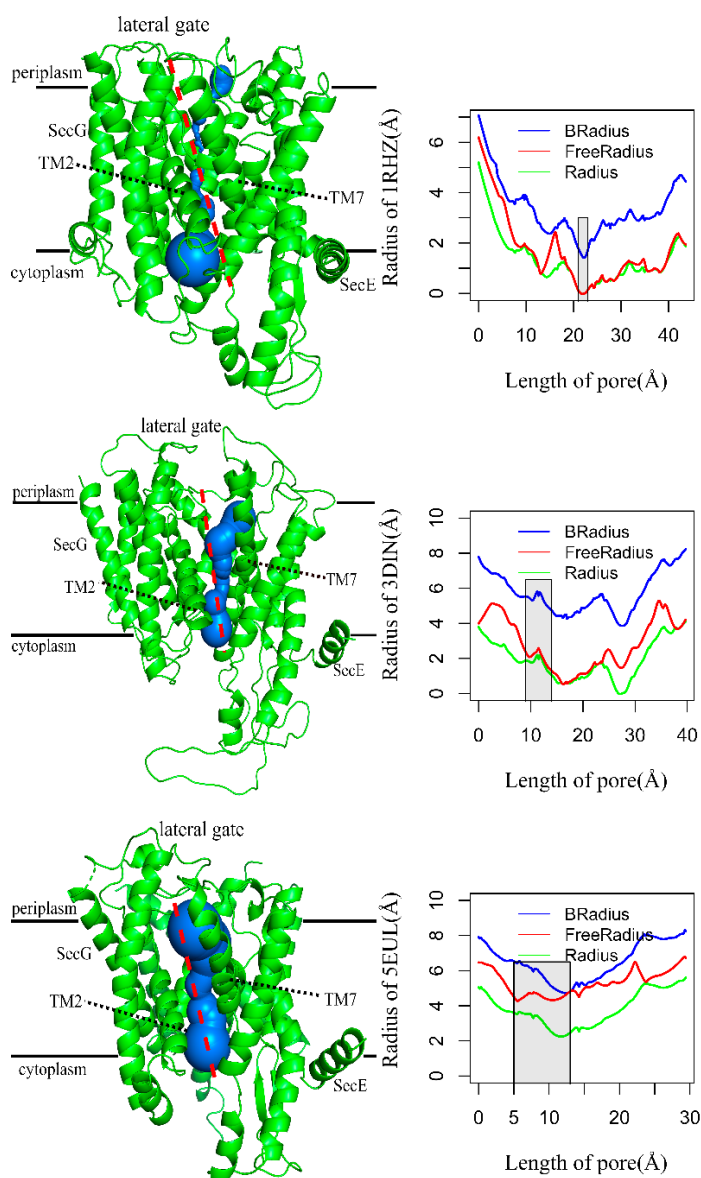 lateral gate
periplasm
SecG
TM2
TM7
cytoplasm
SecE
Radius of 1RHZ(Å)
6
4
2
0
BRadius
FreeRadius
Radius
0 10 20 30 40
Length of pore(Å)
lateral gate
periplasm
SecG
TM2
TM7
cytoplasm
SecE
Radius of 3DIN(Å)
10
8
6
4
2
0
BRadius
FreeRadius
Radius
0 10 20 30 40
Length of pore(Å)
lateral gate
periplasm
SecG
TM2
TM7
cytoplasm
SecE
Radius of 5EUL(Å)
10
8
6
4
2
0
BRadius
FreeRadius
Radius
0 5 10 15 20 25 30
Length of pore(Å)